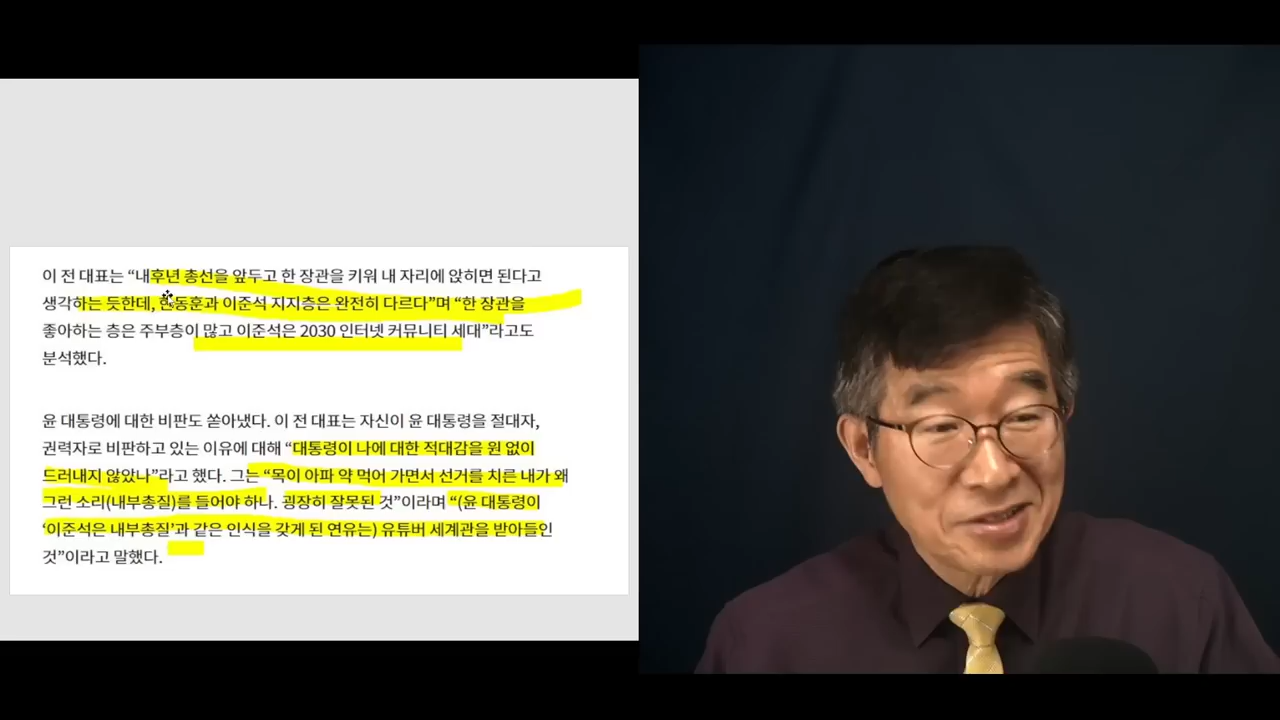 이 전 대표는 “내후년 총선을 앞두고 한 장관을 키워 내 자리에 앉히면 된다고
생각하는 듯한데, 한동훈과 이준석 지지층은 완전히 다르다”며 “한 장관을
좋아하는 층은 주부층이 많고 이준석은 2030 인터넷 커뮤니티 세대”라고도
분석했다.
윤 대통령에 대한 비판도 쏟아냈다. 이 전 대표는 자신이 윤 대통령을 절대자,
권력자로 비판하고 있는 이유에 대해 “대통령이 나에 대한 적대감을 원 없이
드러내지 않았나”라고 했다. 그는 “목이 아파 약 먹어 가면서 선거를 치른 내가 왜
그런 소리(내부총질)를 들어야 하나. 굉장히 잘못된 것”이라며 “(윤 대통령이
‘이준석은 내부총질’과 같은 인식을 갖게 된 연유는) 유튜버 세계관을 받아들인
것”이라고 말했다.